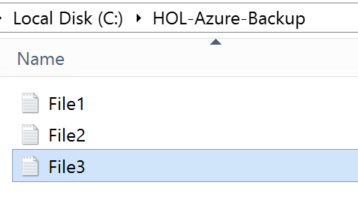 Local Disk (C:) HOL-Azure-Backup
Name
File1
File2
File3